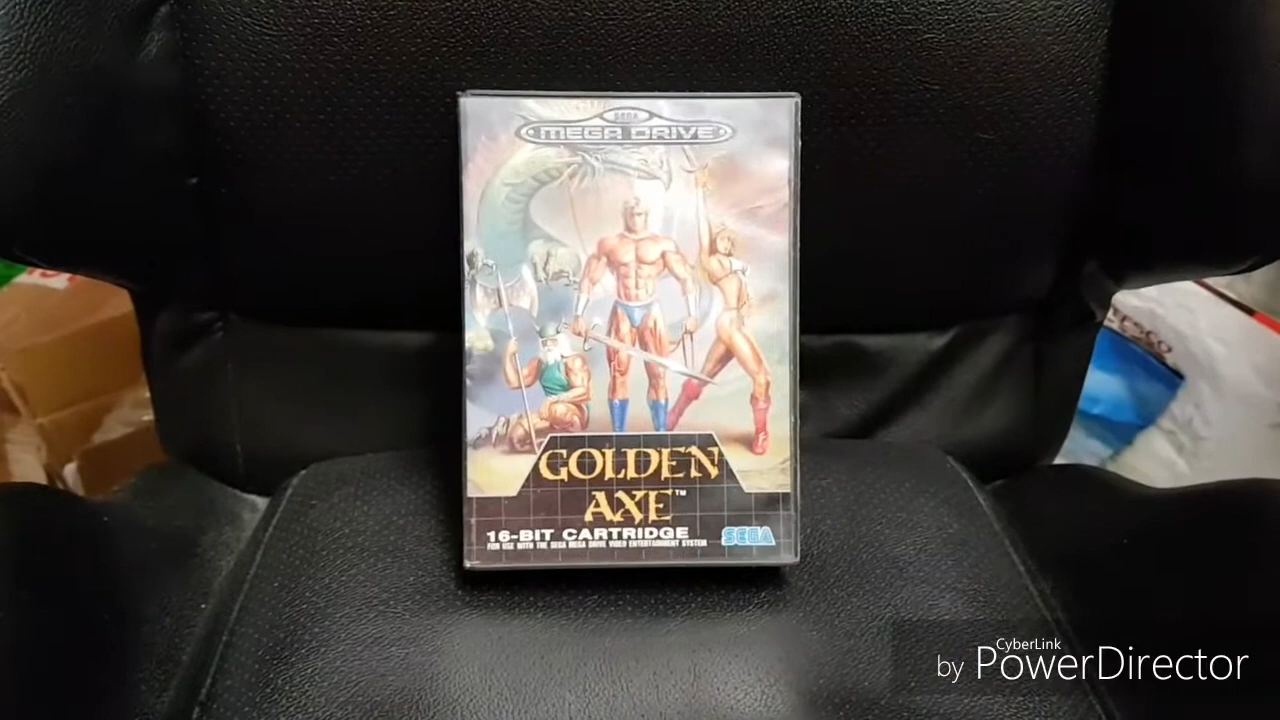 SEGA
MEGA DRIVE
GOLDEN
AXE™
16-BIT CARTRIDGE
FOR USE WITH THE SEGA MEGA DRIVE VIDEO ENTERTAINMENT SYSTEM
SEGA
CyberLink
by PowerDirector